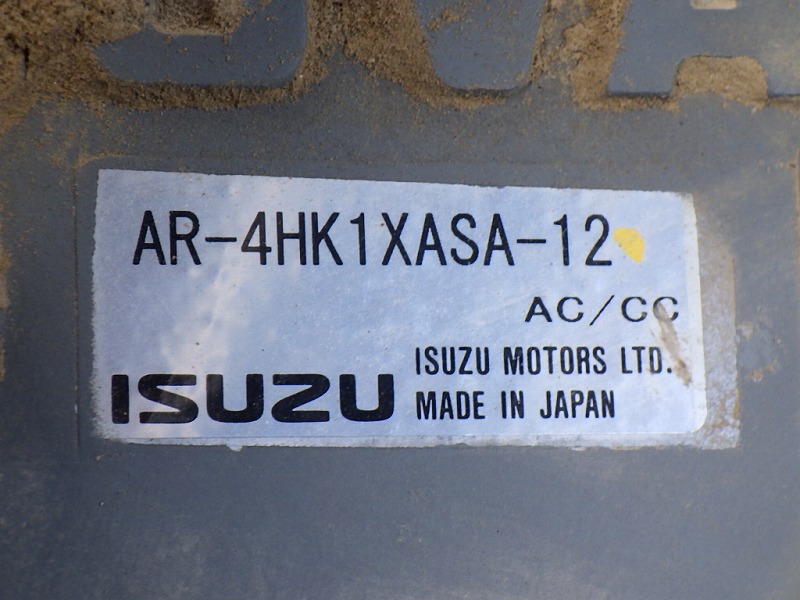 AR-4HK1XASA-12
AC/CC
ISUZU
ISUZU MOTORS LTD.
MADE IN JAPAN